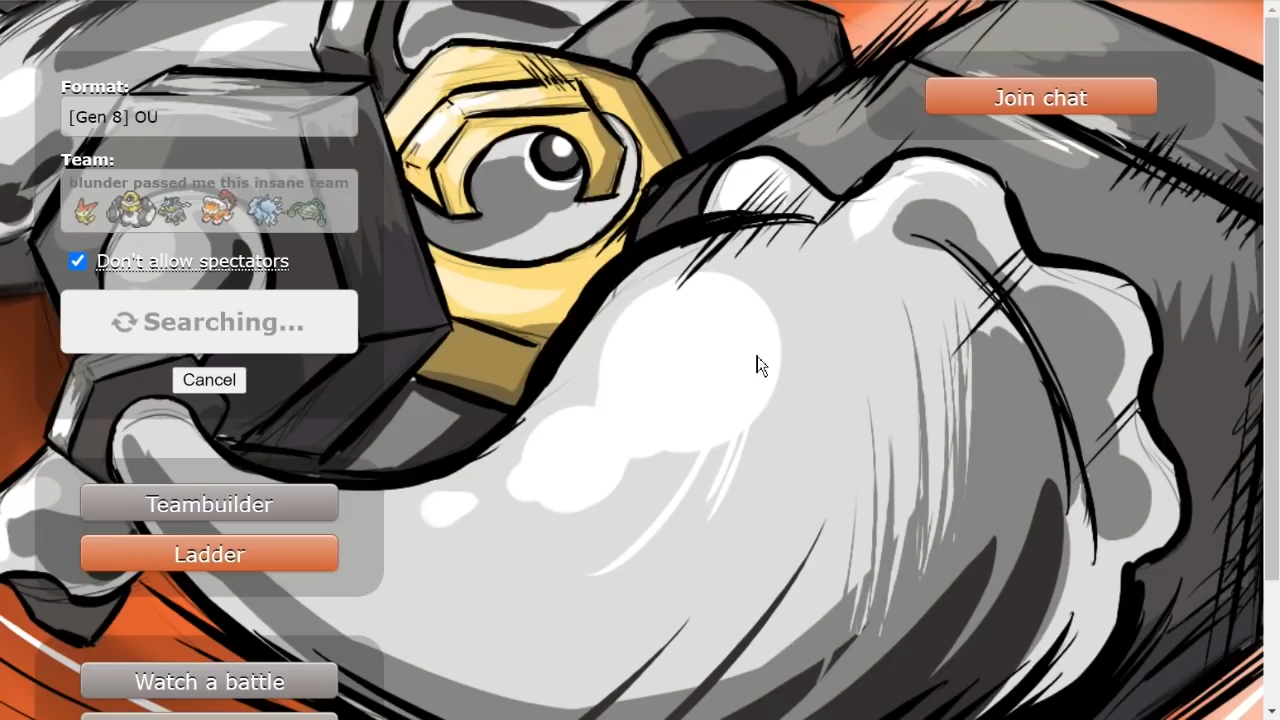 Format:
[Gen 8] OU
Team:
blunder passed me this insane team
Don't allow spectators
Searching...
Cancel
Teambuilder
Ladder
Watch a battle
Join chat